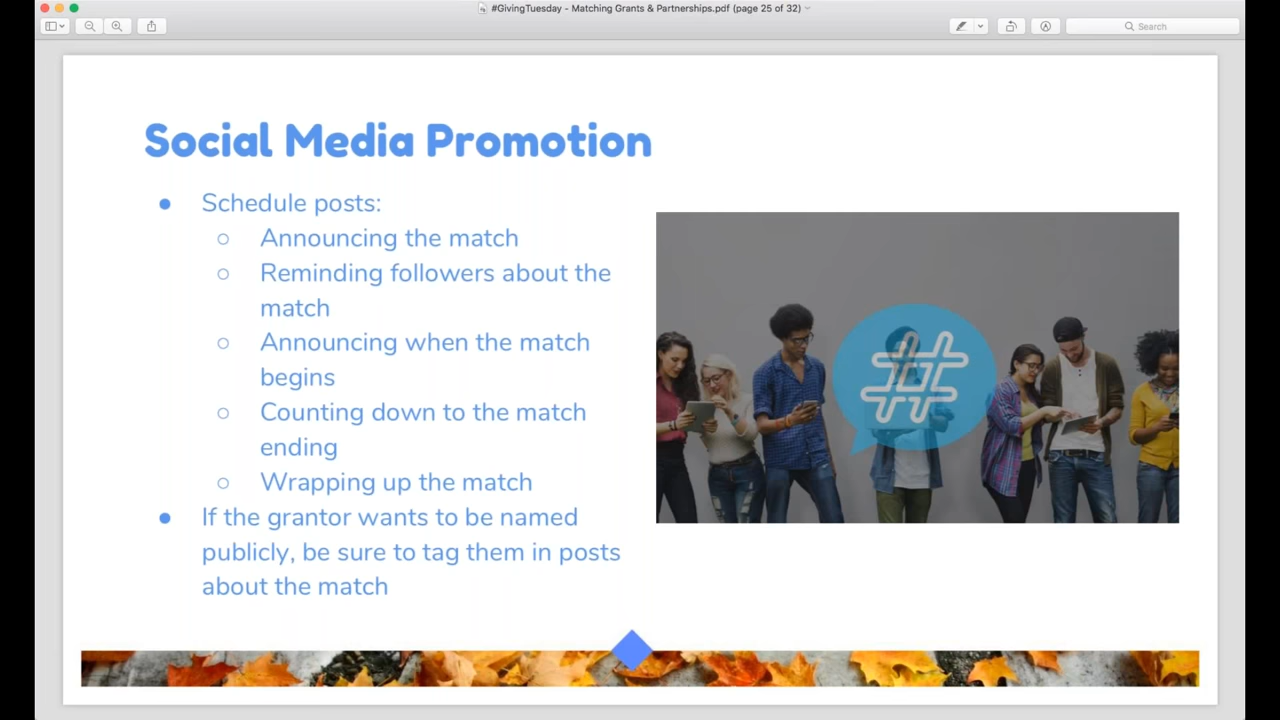 #GivingTuesday - Matching Grants & Partnerships.pdf (page 25 of 32)
Search
Social Media Promotion
● Schedule posts:
○ Announcing the match
○ Reminding followers about the
match
○ Announcing when the match
begins
○ Counting down to the match
ending
○ Wrapping up the match
● If the grantor wants to be named
publicly, be sure to tag them in posts
about the match
#